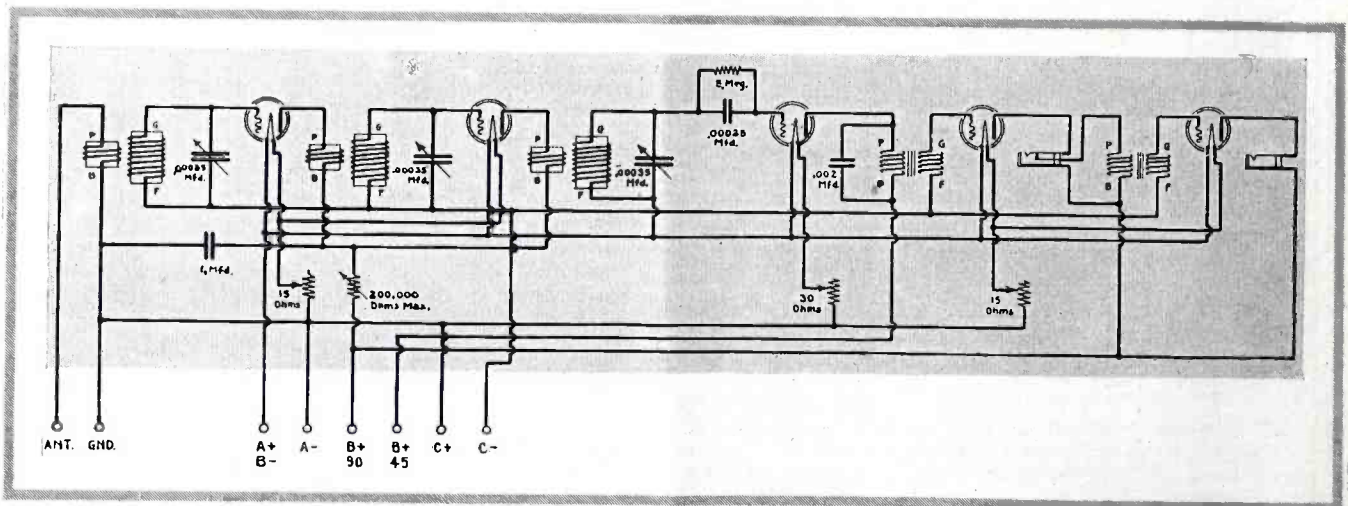 2 Meg.
.00025
Mfd.
P
B
G
F
.00035
Mfd.
P
B
G
F
.00035
Mfd.
P
B
G
F
.00035
Mfd.
.002
Mfd.
P
B
G
F
P
B
G
F
1 Mfd.
15
Ohms
200,000
Ohms Max.
30
Ohms
15
Ohms
ANT.
GND.
A+
B-
A-
B+
90
B+
45
C+
C-